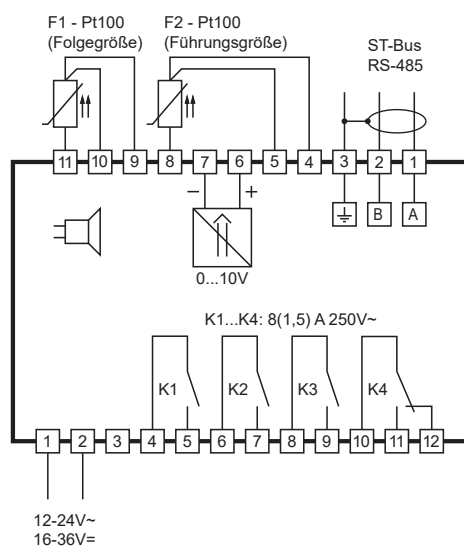 F1 - Pt100
(Folgegröße)
F2 - Pt100
(Führungsgröße)
ST-Bus
RS-485
11 10 9 8 7 6 5 4 3 2 1
− +
B A
0...10V
K1...K4: 8(1,5) A 250V~
K1 K2 K3 K4
1 2 3 4 5 6 7 8 9 10 11 12
12-24V~
16-36V=